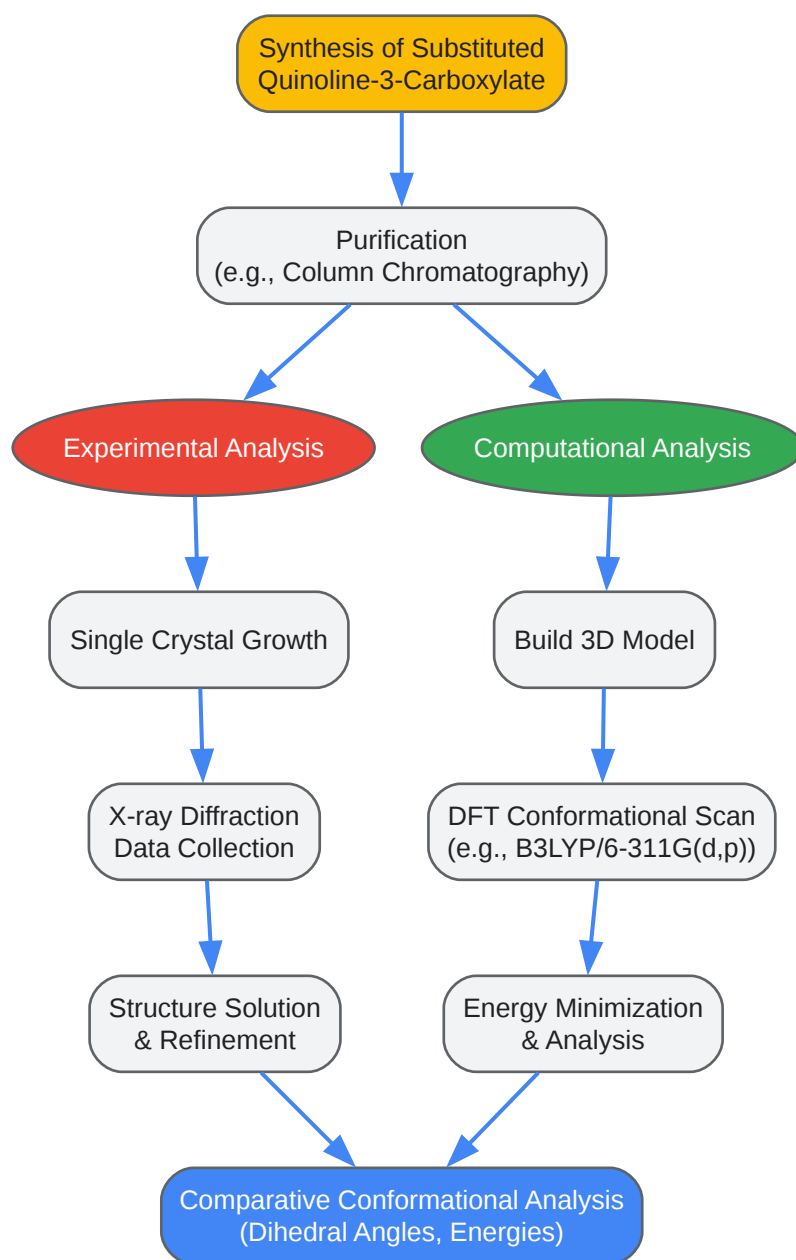 Synthesis of Substituted
Quinoline-3-Carboxylate
Purification
(e.g., Column Chromatography)
Experimental Analysis
Computational Analysis
Single Crystal Growth
Build 3D Model
X-ray Diffraction
Data Collection
DFT Conformational Scan
(e.g., B3LYP/6-311G(d,p))
Structure Solution
& Refinement
Energy Minimization
& Analysis
Comparative Conformational Analysis
(Dihedral Angles, Energies)